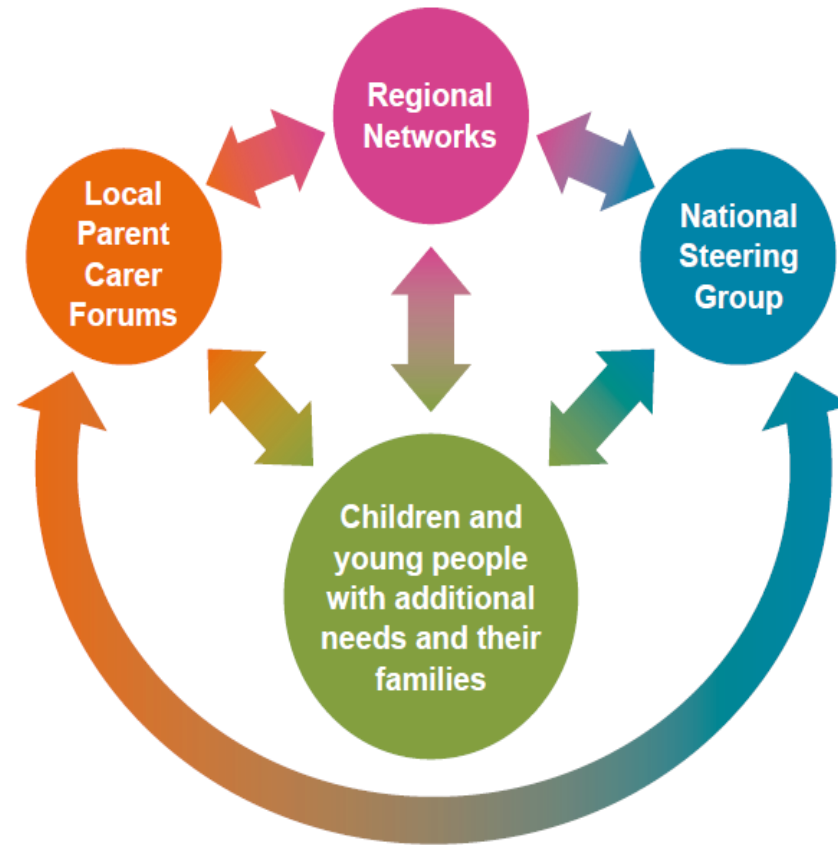 Regional
Networks
Local
Parent
Carer
Forums
National
Steering
Group
Children and
young people
with additional
needs and their
families